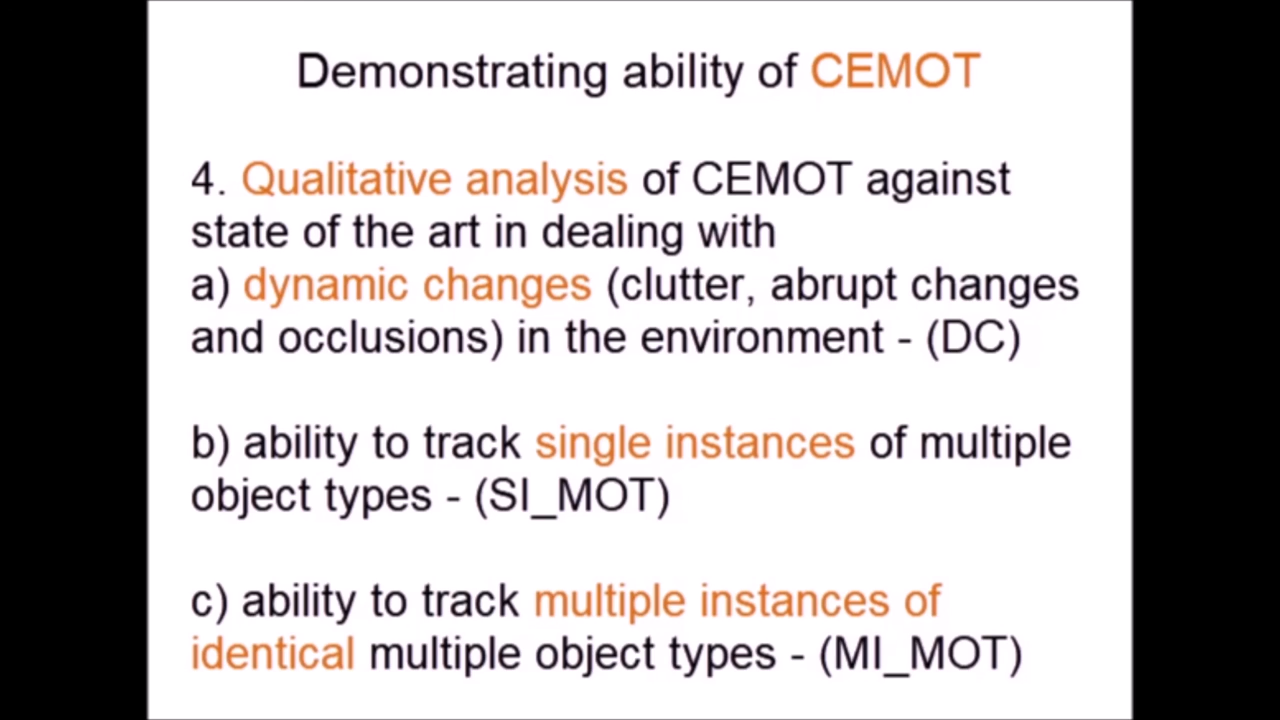 Demonstrating ability of CEMOT
4. Qualitative analysis of CEMOT against
state of the art in dealing with
a) dynamic changes (clutter, abrupt changes
and occlusions) in the environment - (DC)
b) ability to track single instances of multiple
object types - (SI_MOT)
c) ability to track multiple instances of
identical multiple object types - (MI_MOT)